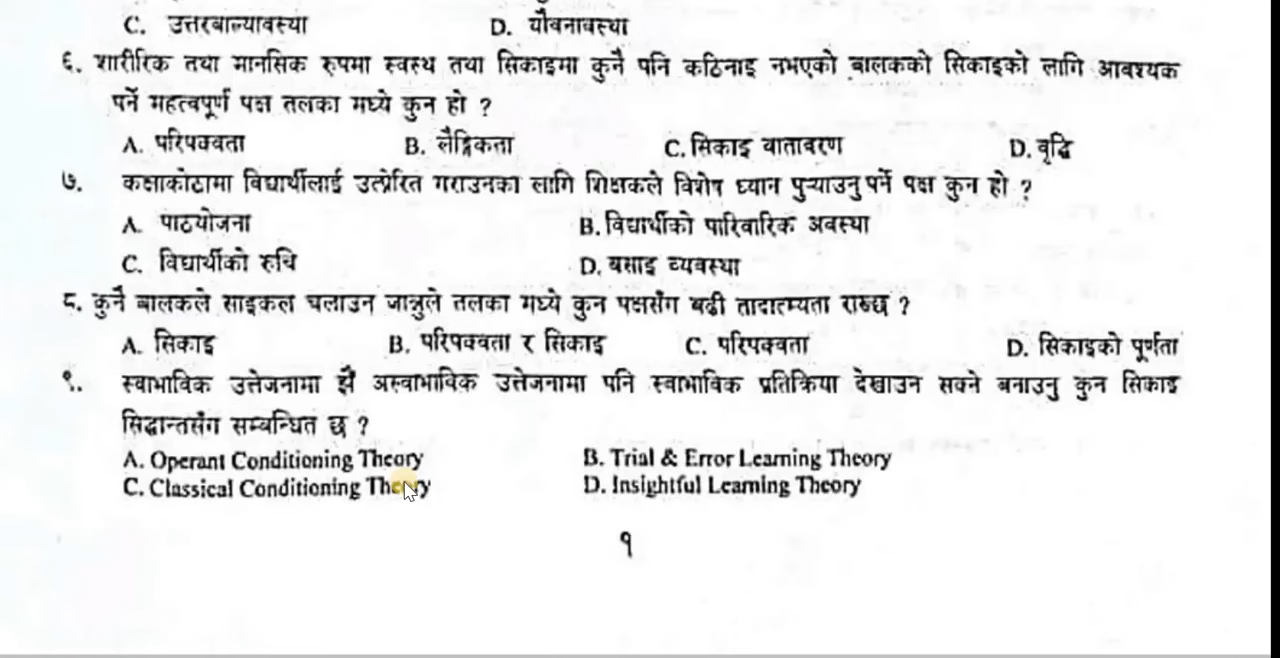 C. उत्तरबाल्यावस्था D. यौवनावस्था
६. शारीरिक तथा मानसिक रुपमा स्वस्थ तथा सिकाइमा कुनै पनि कठिनाइ नभएको बालकको सिकाइको लागि आवश्यक
पर्ने महत्वपूर्ण पक्ष तलका मध्ये कुन हो ?
A. परिपक्वता B. लैङ्गिकता C. सिकाइ वातावरण D. वृद्धि
७. कक्षाकोठामा विद्यार्थीलाई उत्प्रेरित गराउनका लागि शिक्षकले विशेष ध्यान पुऱ्याउनु पर्ने पक्ष कुन हो ?
A. पाठयोजना B. विद्यार्थीको पारिवारिक अवस्था
C. विद्यार्थीको रुचि D. बसाइ व्यवस्था
८. कुनै बालकले साइकल चलाउन जान्नुले तलका मध्ये कुन पक्षसँग बढी तादात्म्यता राख्छ ?
A. सिकाइ B. परिपक्वता र सिकाइ C. परिपक्वता D. सिकाइको पूर्णता
९. स्वाभाविक उत्तेजनामा झैं अस्वाभाविक उत्तेजनामा पनि स्वाभाविक प्रतिक्रिया देखाउन सक्ने बनाउनु कुन सिकाइ
सिद्धान्तसँग सम्बन्धित छ ?
A. Operant Conditioning Theory B. Trial & Error Learning Theory
C. Classical Conditioning Theory D. Insightful Learning Theory
१